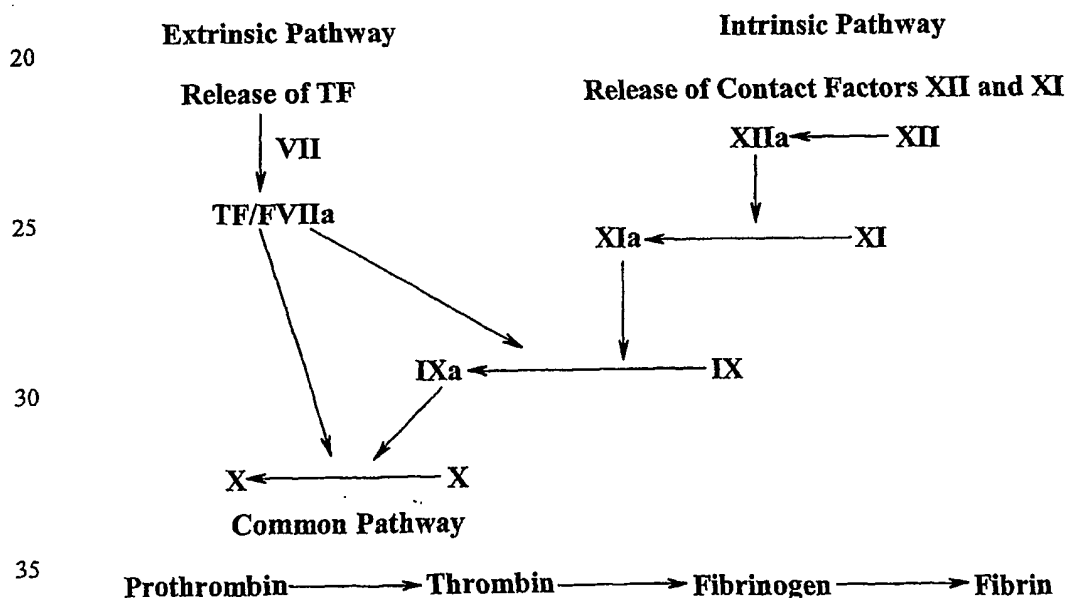 Extrinsic Pathway Intrinsic Pathway
20
Release of TF Release of Contact Factors XII and XI
VII XIIa XII
TF/FVIIa
25 XIa XI
IXa IX
30
X X
Common Pathway
35
Prothrombin Thrombin Fibrinogen Fibrin